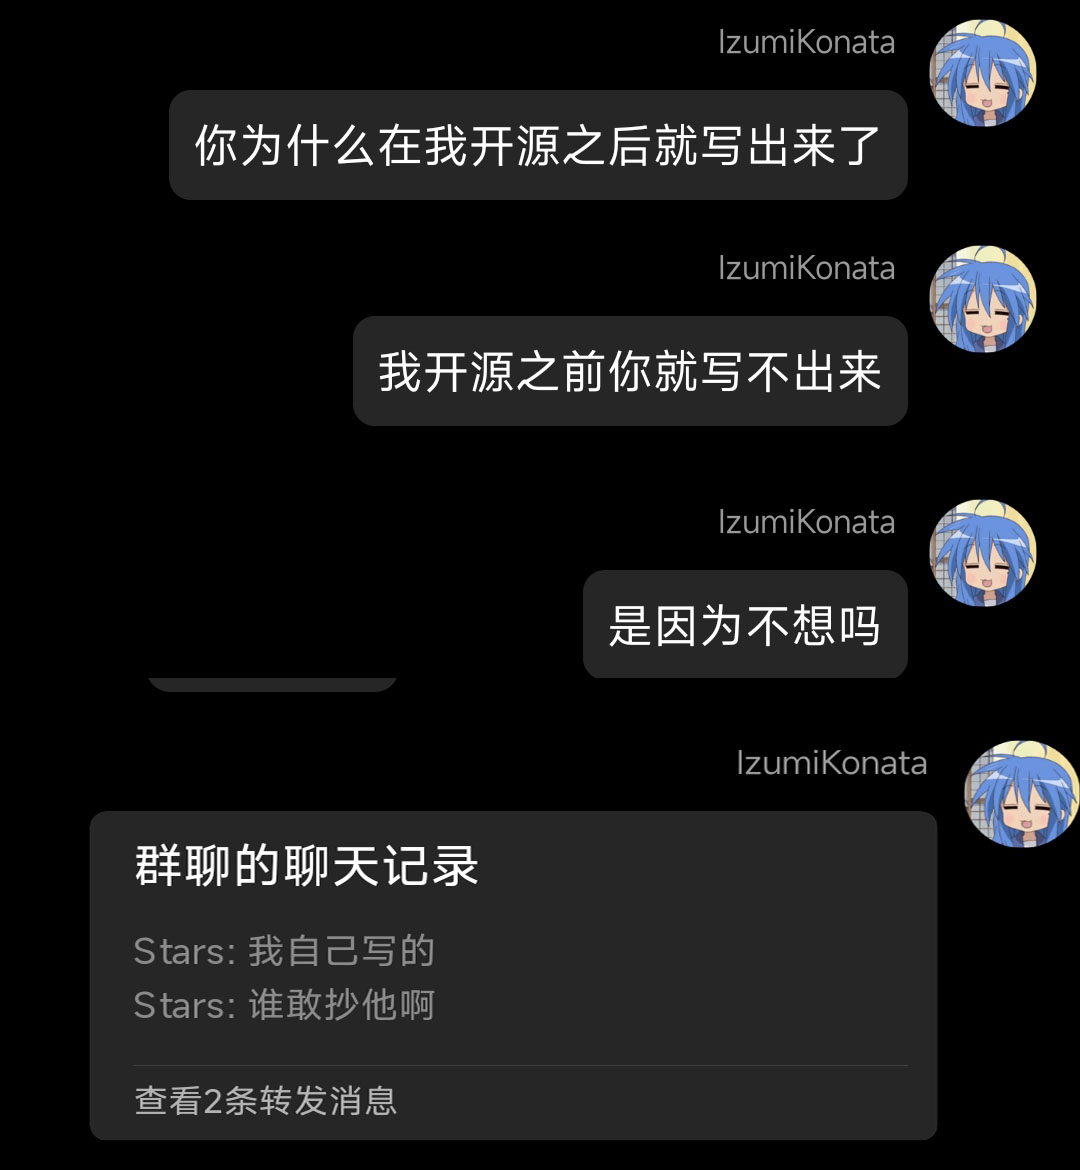 IzumiKonata
你为什么在我开源之后就写出来了
IzumiKonata
我开源之前你就写不出来
IzumiKonata
是因为不想吗
IzumiKonata
群聊的聊天记录
Stars: 我自己写的
Stars: 谁敢抄他啊
查看2条转发消息